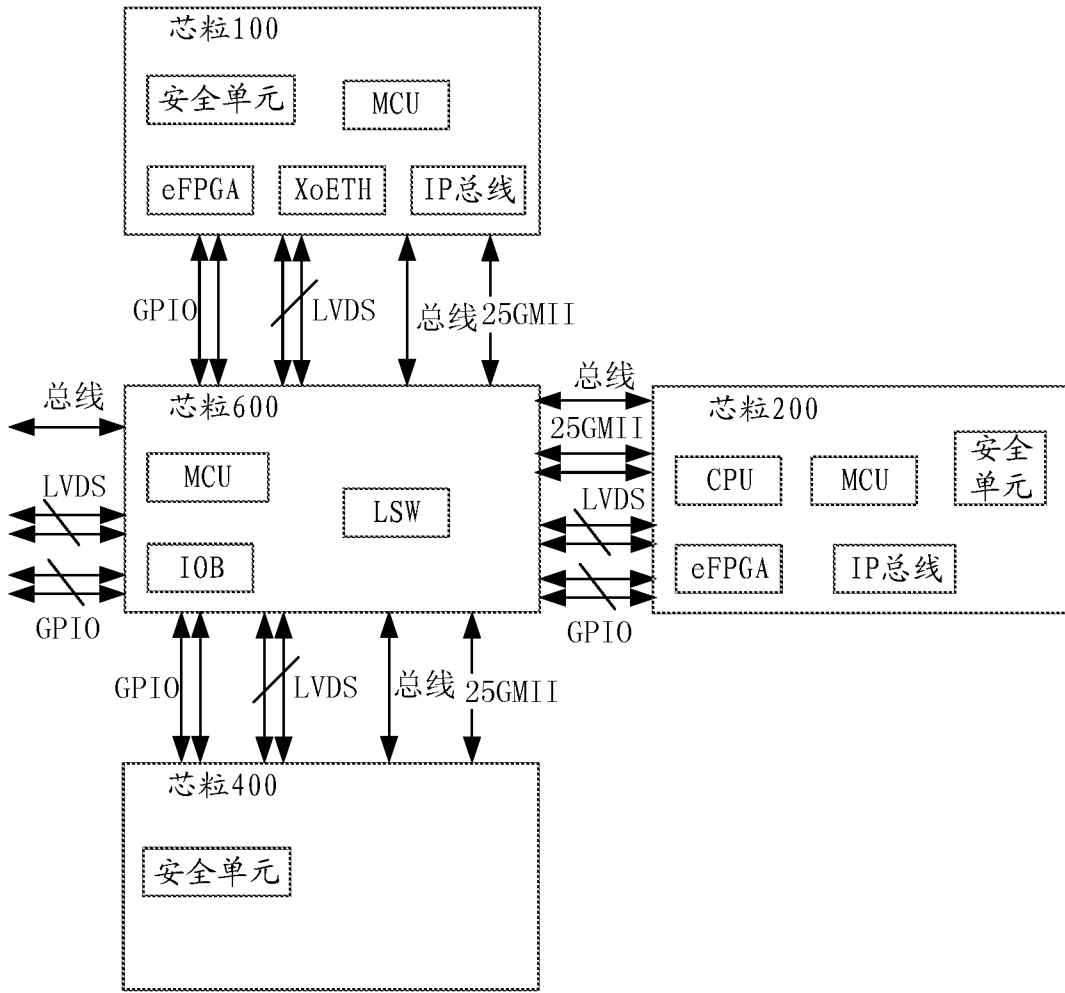 芯粒100
安全单元
MCU
eFPGA
XoETH
IP总线
GPIO
LVDS
总线
25GMII
总线
芯粒600
总线
芯粒200
25GMII
MCU
LSW
CPU
MCU
安全
单元
LVDS
LVDS
IOB
eFPGA
IP总线
GPIO
GPIO
GPIO
LVDS
总线
25GMII
芯粒400
安全单元